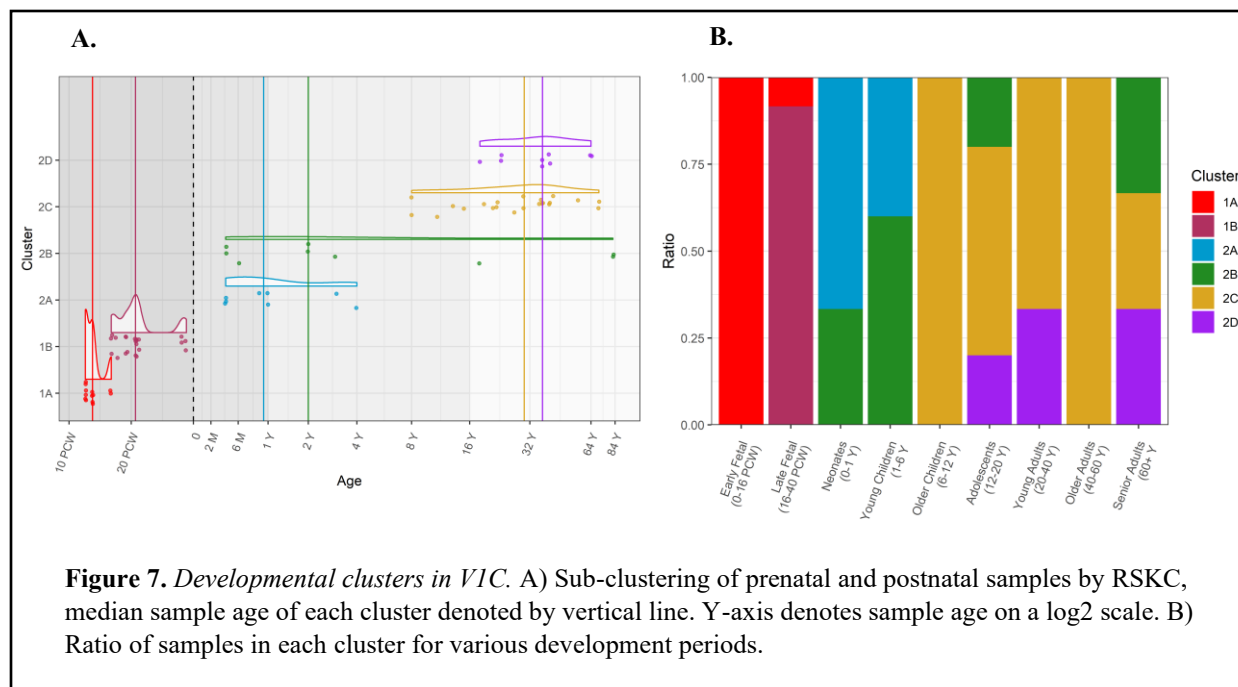 A.
2D
2C
2B
2A
1B
1A
Cluster
10 PCW
20 PCW
0
2 M
6 M
1 Y
2 Y
4 Y
8 Y
16 Y
32 Y
64 Y
84 Y
Age
B.
1.00
0.75
0.50
0.25
0.00
Ratio
Early Fetal
(0-16 PCW)
Late Fetal
(16-40 PCW)
Neonates
(0-1 Y)
Young Children
(1-6 Y
Older Children
(6-12 Y)
Adolescents
(12-20 Y)
Young Adults
(20-40 Y)
Older Adults
(40-60 Y)
Senior Adults
(60+ Y
Cluster
1A
1B
2A
2B
2C
2D
Figure 7. Developmental clusters in V1C. A) Sub-clustering of prenatal and postnatal samples by RSKC,
median sample age of each cluster denoted by vertical line. Y-axis denotes sample age on a log2 scale. B)
Ratio of samples in each cluster for various development periods.